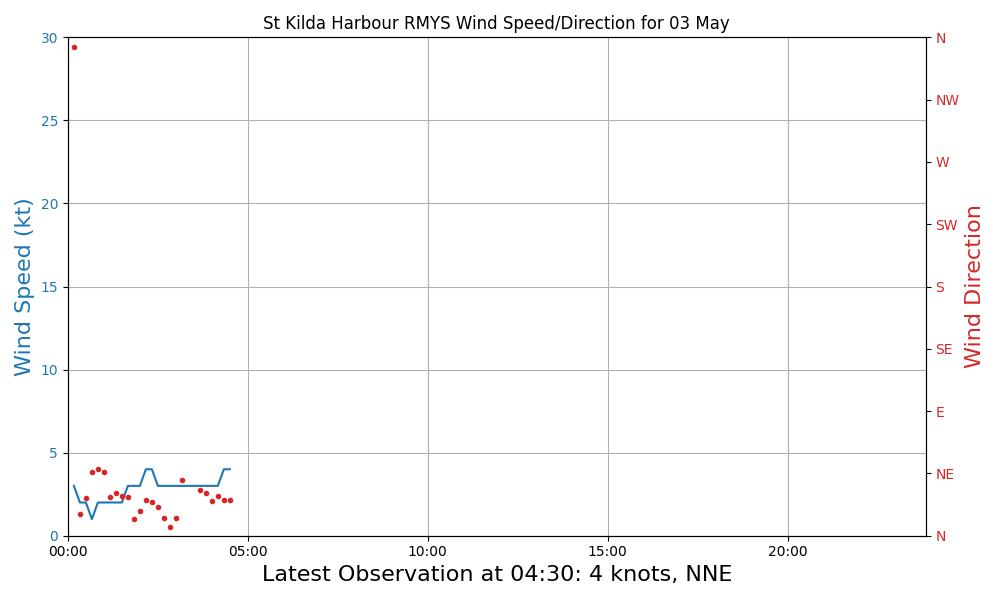 St Kilda Harbour RMYS Wind Speed/Direction for 03 May
30
25
20
15
10
5
0
Wind Speed (kt)
N
NW
W
SW
S
SE
E
NE
N
Wind Direction
00:00 05:00 10:00 15:00 20:00
Latest Observation at 04:30: 4 knots, NNE